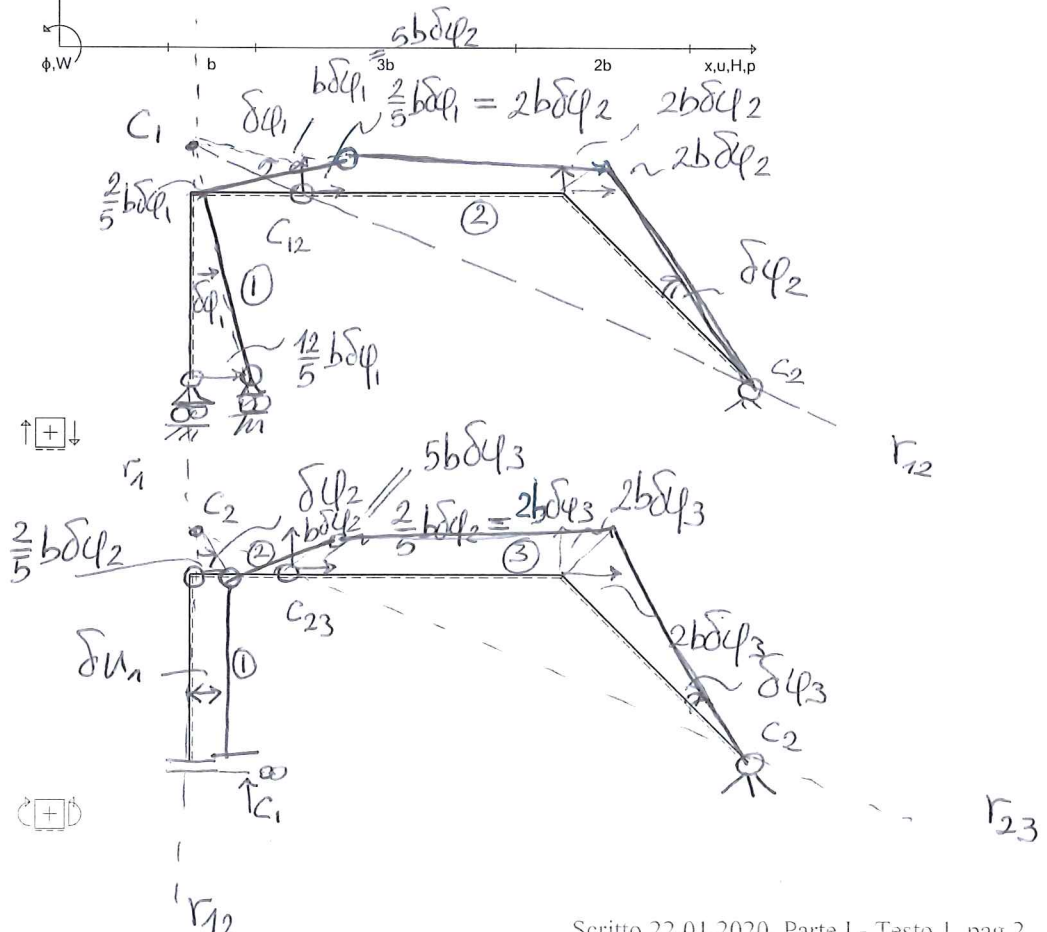 5bδφ₂
=
φ,W b 3b 2b x,u,H,p
bδφ₁ 2/5 bδφ₁ = 2bδφ₂ 2bδφ₂
C₁ δφ₁ 2bδφ₂
2/5 bδφ₁
C₁₂ ②
δφ₁ ① δφ₂
12/5 bδφ₁
C₂
↑+↓
r₁ r₁₂
C₂ δφ₂ 5bδφ₃
bδφ₂ 2/5 bδφ₂ = 2bδφ₃ 2bδφ₃
2/5 bδφ₂ ② ③
C₂₃
δu₁ ① 2bδφ₃
δφ₃
C₂
∞
+ C₁
r₂₃
r₁₂
Scritto 22.01.2020 Parte I - Testo 1, pag.2